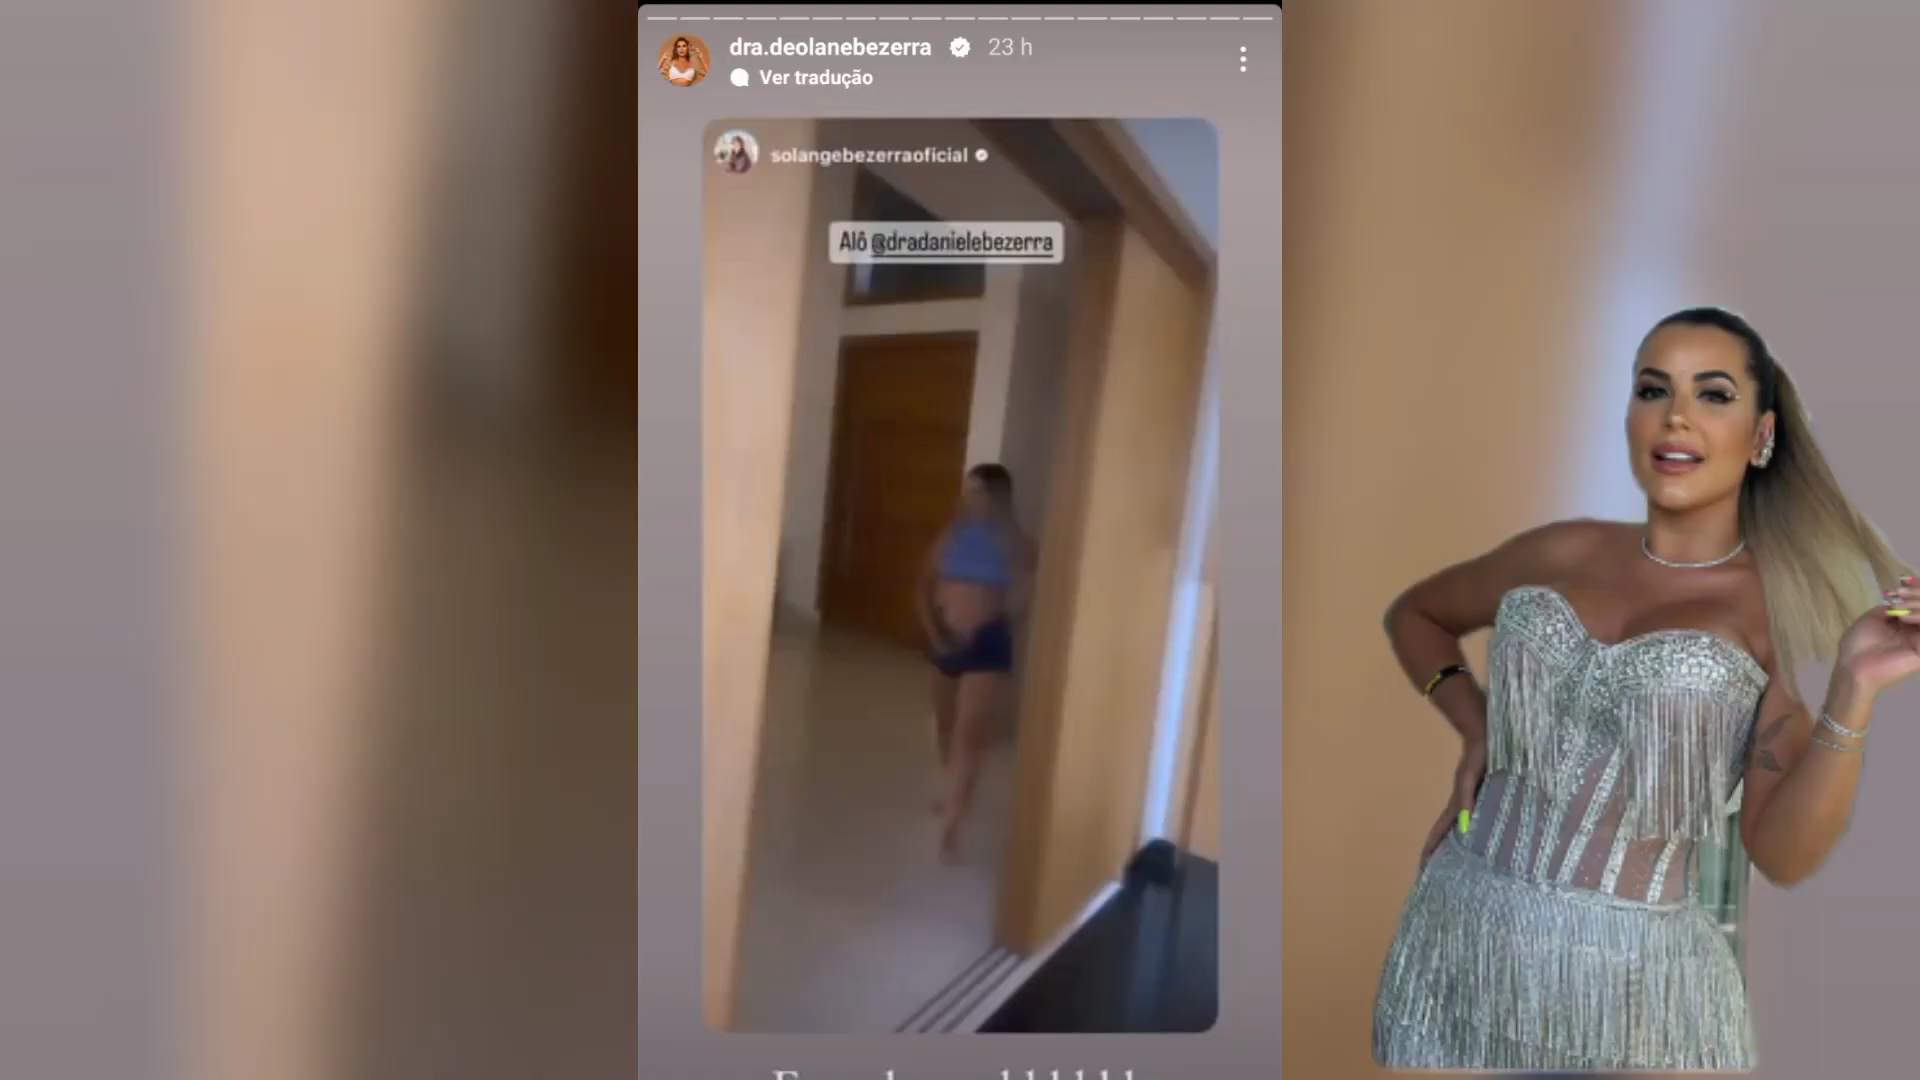 dra.deolanebezerra 23 h
Ver tradução
solangebezerraoficial
Alô @dradanielebezerra